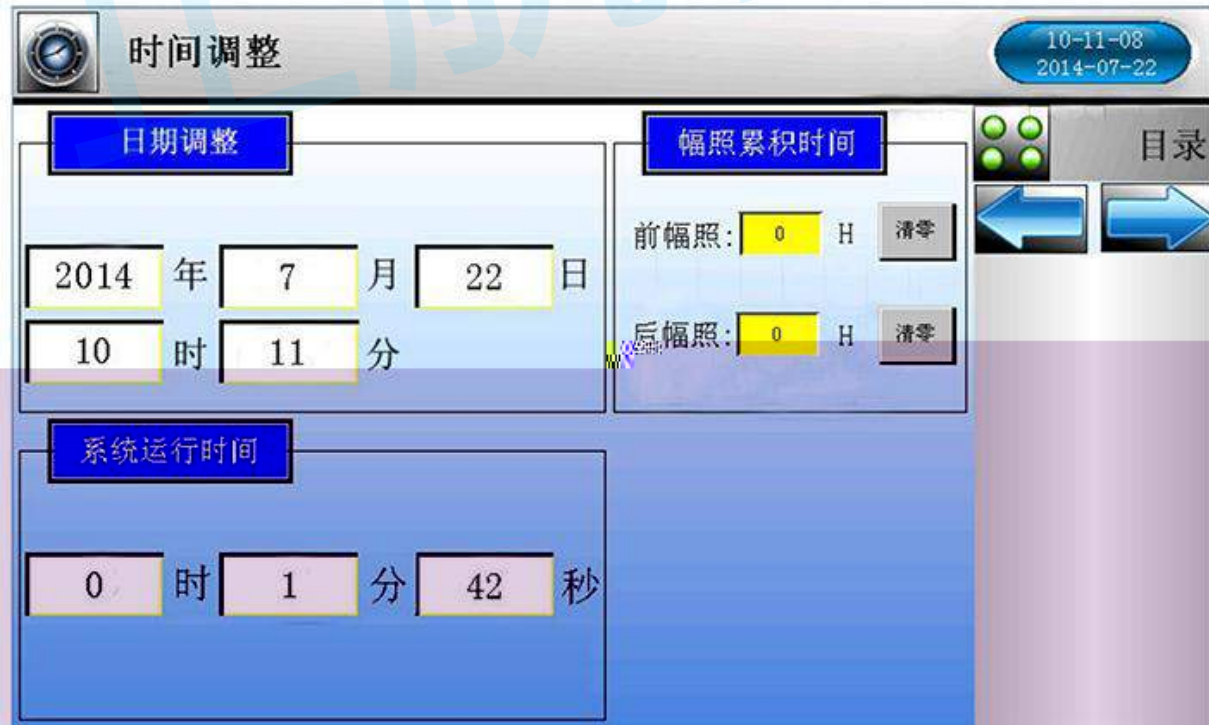 时间调整
10-11-08
2014-07-22
目录
日期调整
2014 年 7 月 22 日
10 时 11 分
幅照累积时间
前幅照: 0 H 清零
后幅照: 0 H 清零
系统运行时间
0 时 1 分 42 秒